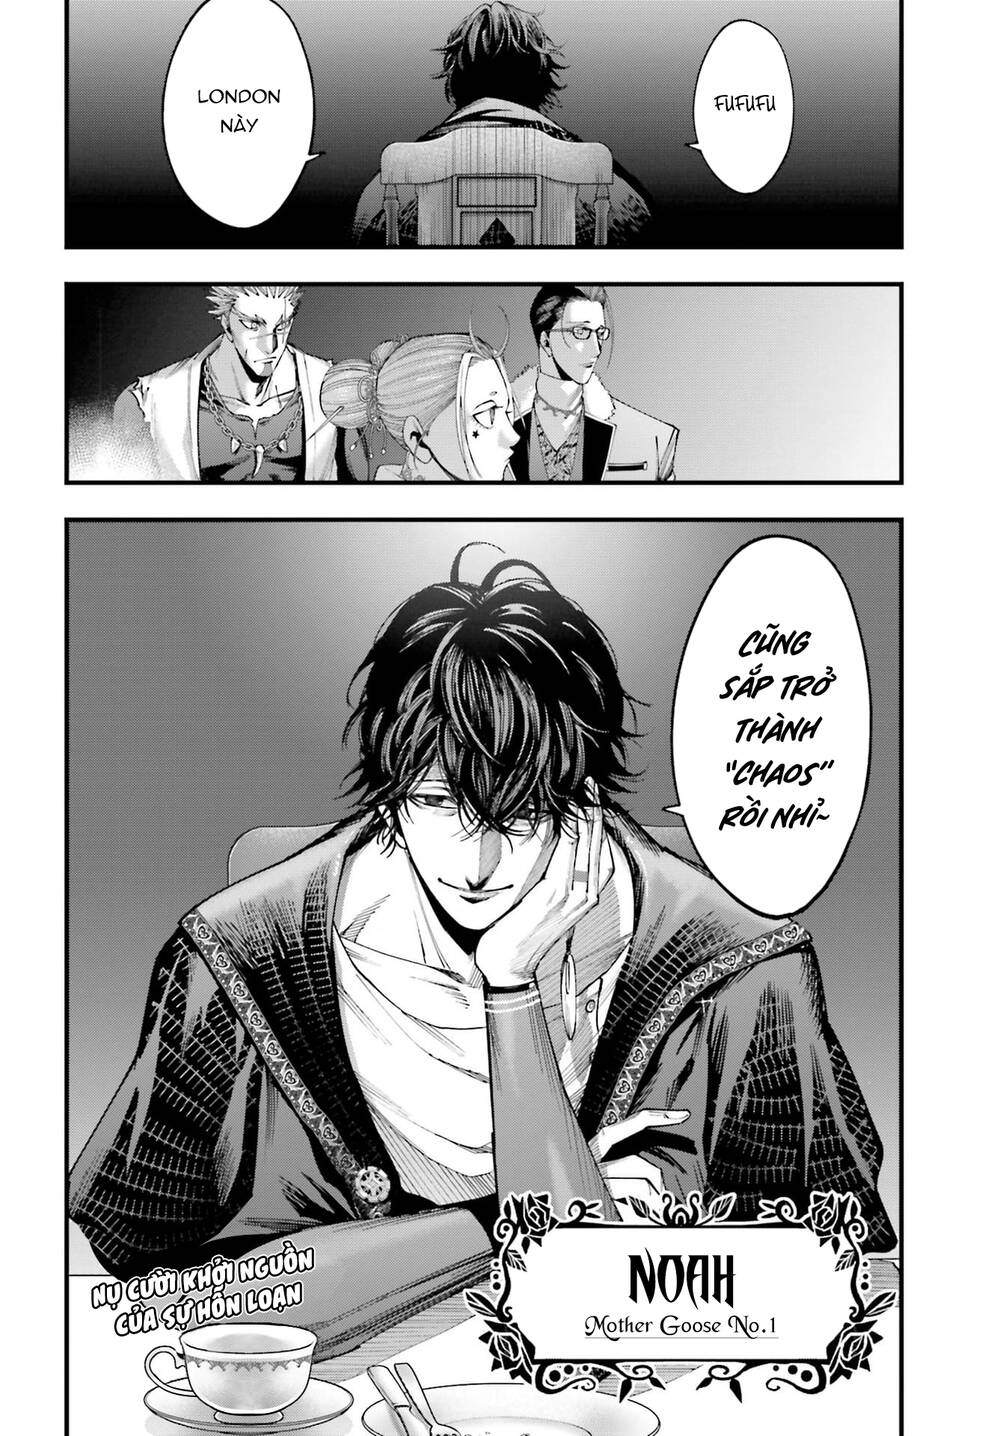 FUFUFU
LONDON
NÀY
CŨNG
SẮP TRỞ
THÀNH
"CHAOS"
RỒI NHỈ~
NỤ CƯỜI KHỞI NGUỒN
CỦA SỰ HỖN LOẠN
NOAH
Mother Goose No.1